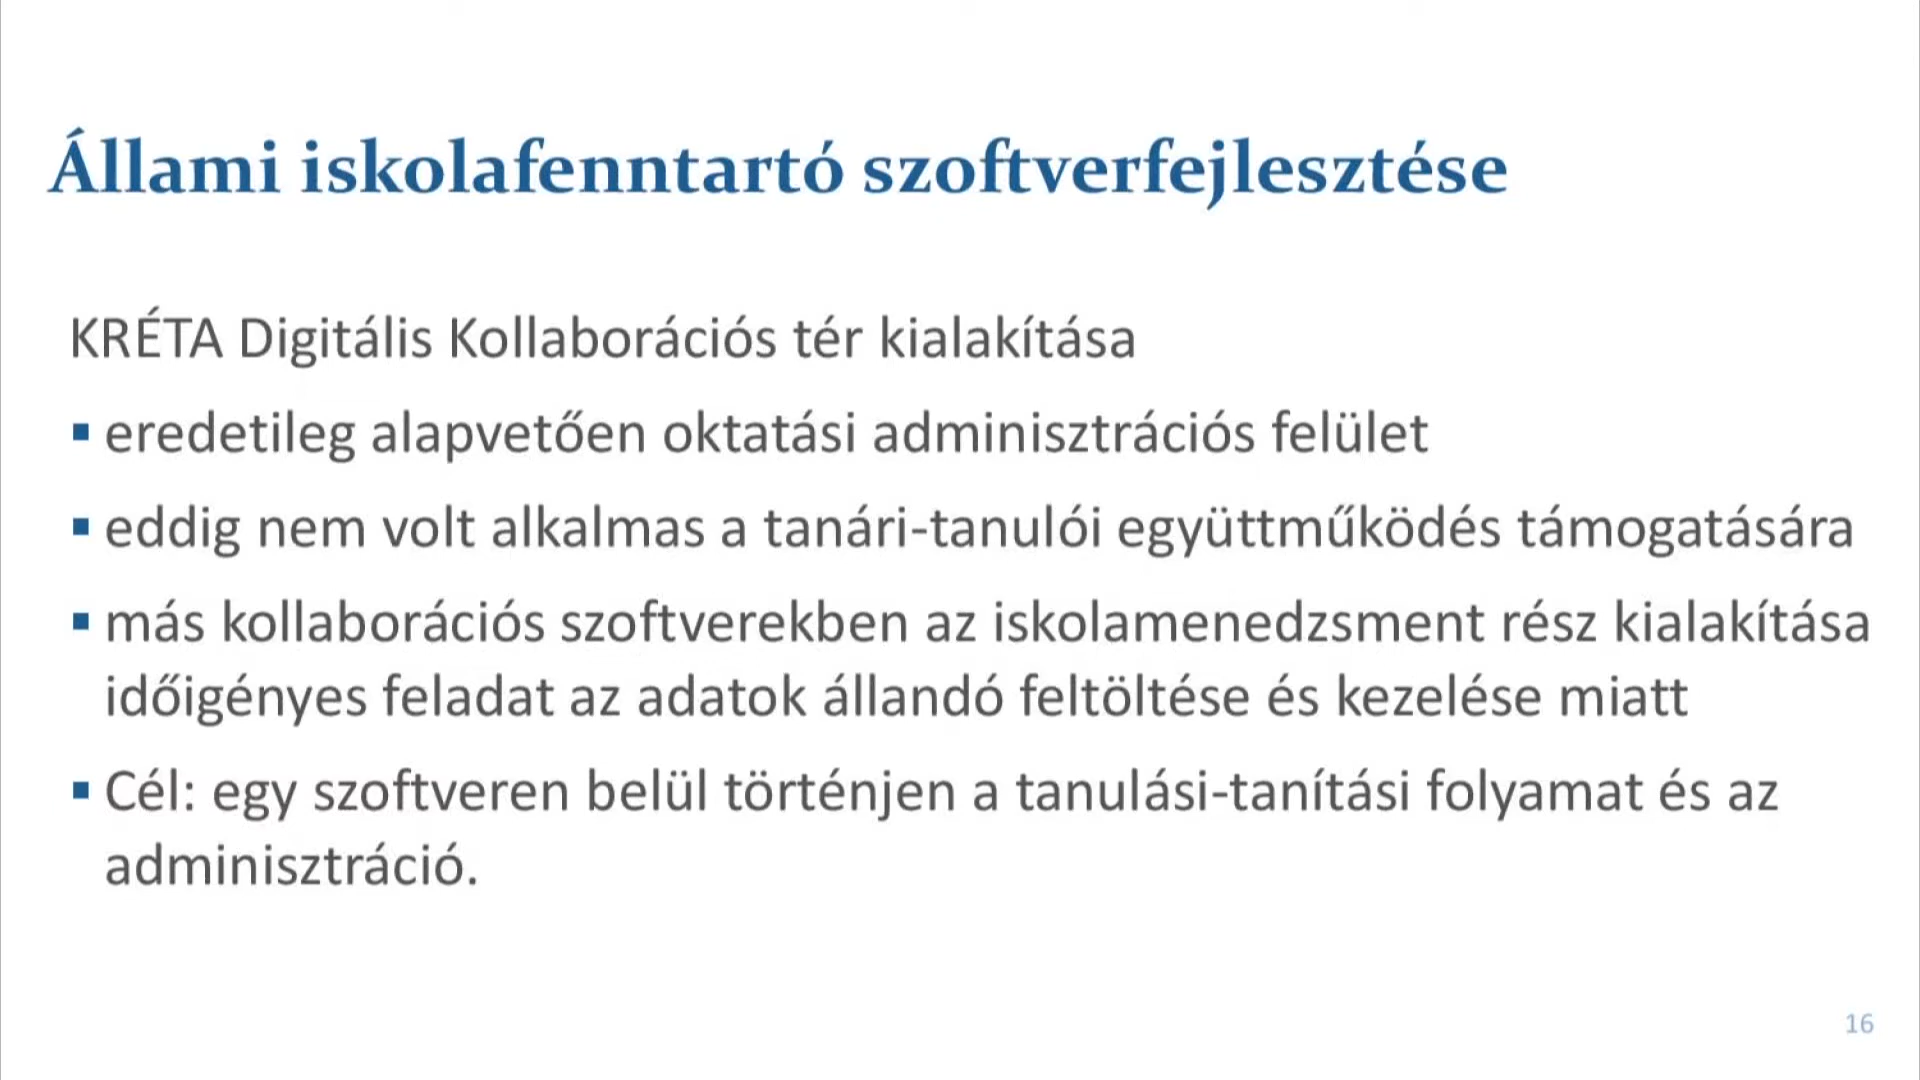 Állami iskolafenntartó szoftverfejlesztése
KRÉTA Digitális Kollaborációs tér kialakítása
▪ eredetileg alapvetően oktatási adminisztrációs felület
▪ eddig nem volt alkalmas a tanári-tanulói együttműködés támogatására
▪ más kollaborációs szoftverekben az iskolamenedzsment rész kialakítása
időigényes feladat az adatok állandó feltöltése és kezelése miatt
▪ Cél: egy szoftveren belül történjen a tanulási-tanítási folyamat és az
adminisztráció.
16